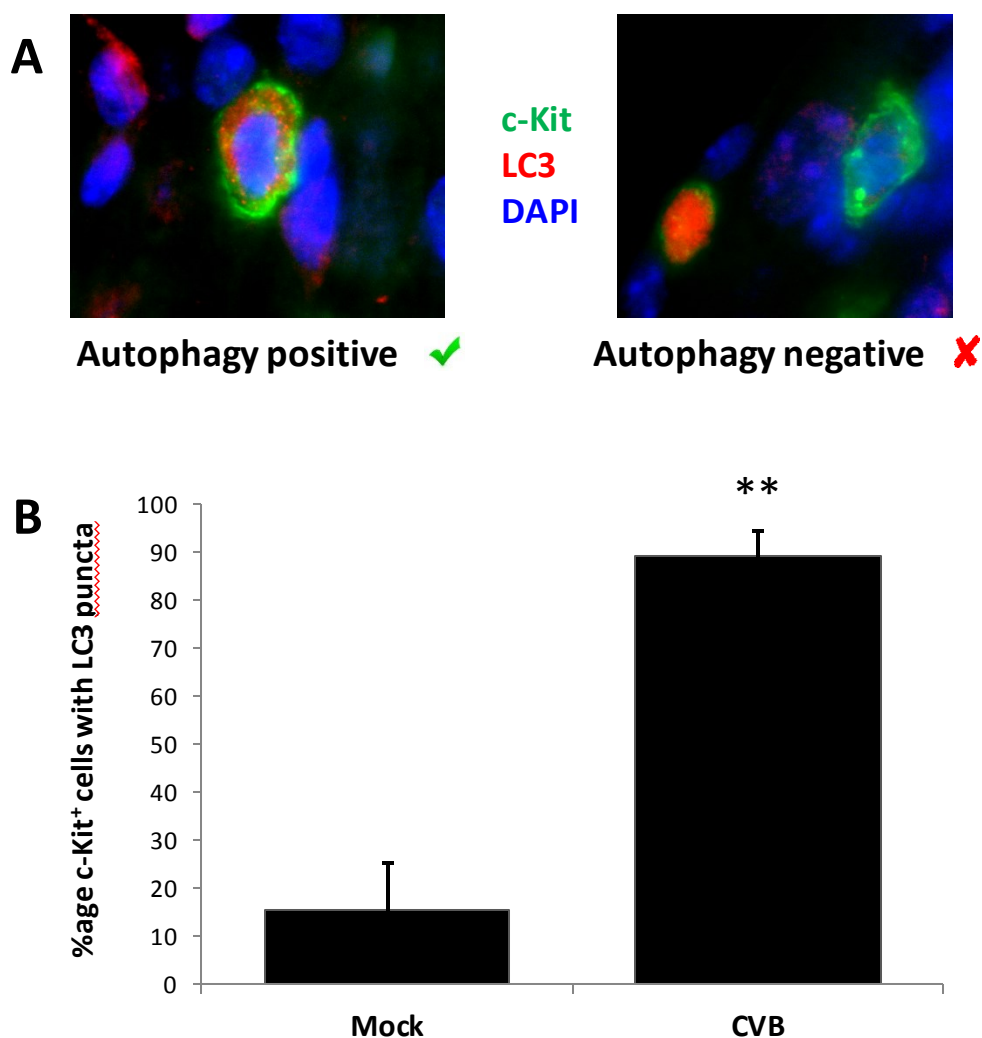 A
c-Kit
LC3
DAPI
Autophagy positive ✔
Autophagy negative ✘
B
%age c-Kit⁺ cells with LC3 puncta
**
100
90
80
70
60
50
40
30
20
10
0
Mock
CVB